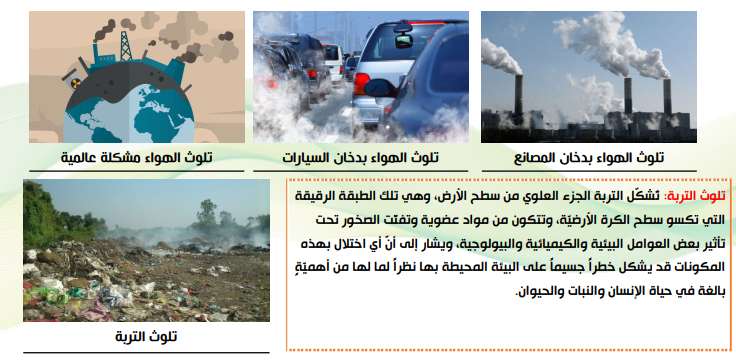 تلوث الهواء بدخان المصانع
تلوث الهواء بدخان السيارات
تلوث الهواء مشكلة عالمية
تلوث التربة: تُشكّل التربة الجزء العلوي من سطح الأرض، وهي تلك الطبقة الرقيقة
التي تكسو سطح الكرة الأرضيّة، وتتكون من مواد عضوية وتفتّت الصخور تحت
تأثير بعض العوامل البيئية والكيميائية والبيولوجية، ويشار إلى أنّ أي اختلال بهذه
المكونات قد يشكل خطراً جسيماً على البيئة المحيطة بها نظراً لما لها من أهميّةٍ
بالغة في حياة الإنسان والنبات والحيوان.
تلوث التربة